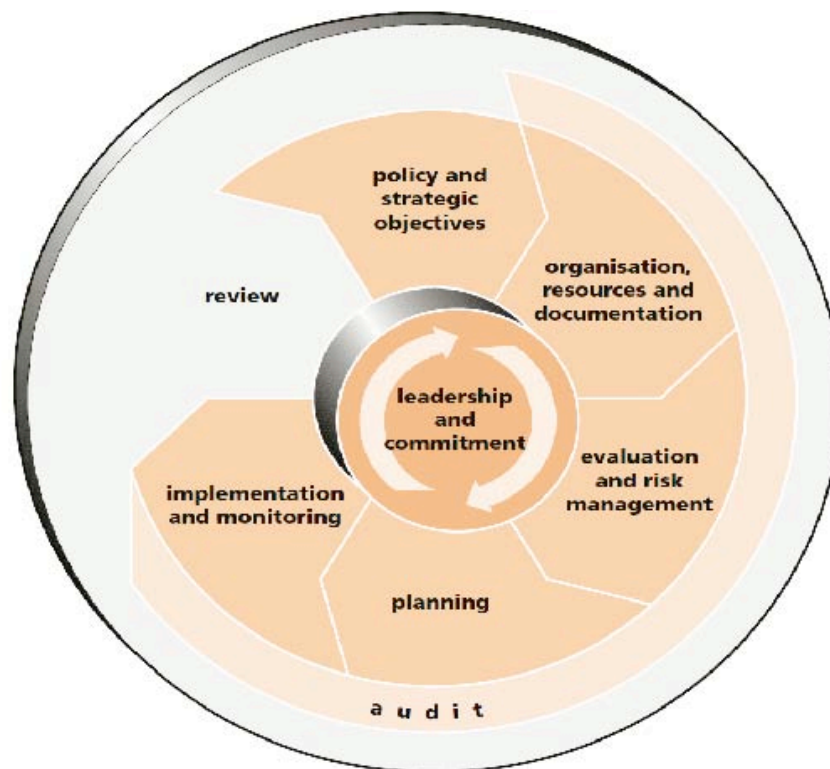 policy and
strategic
objectives
organisation,
resources and
documentation
review
leadership
and
commitment
evaluation
and risk
management
implementation
and monitoring
planning
audit